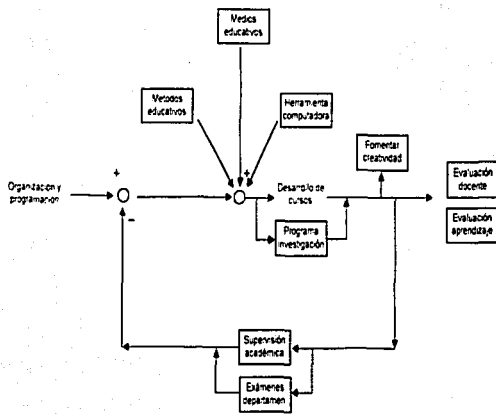 Medios
educativos
Metodos
educativos
Herramienta
computadora
Fomentar
creatividad
+
+
Organización y
programación
Desarrollo de
cursos
Evaluación
docente
−
Programa
investigación
Evaluación
aprendizaje
Supervisión
académica
Exámenes
departamen